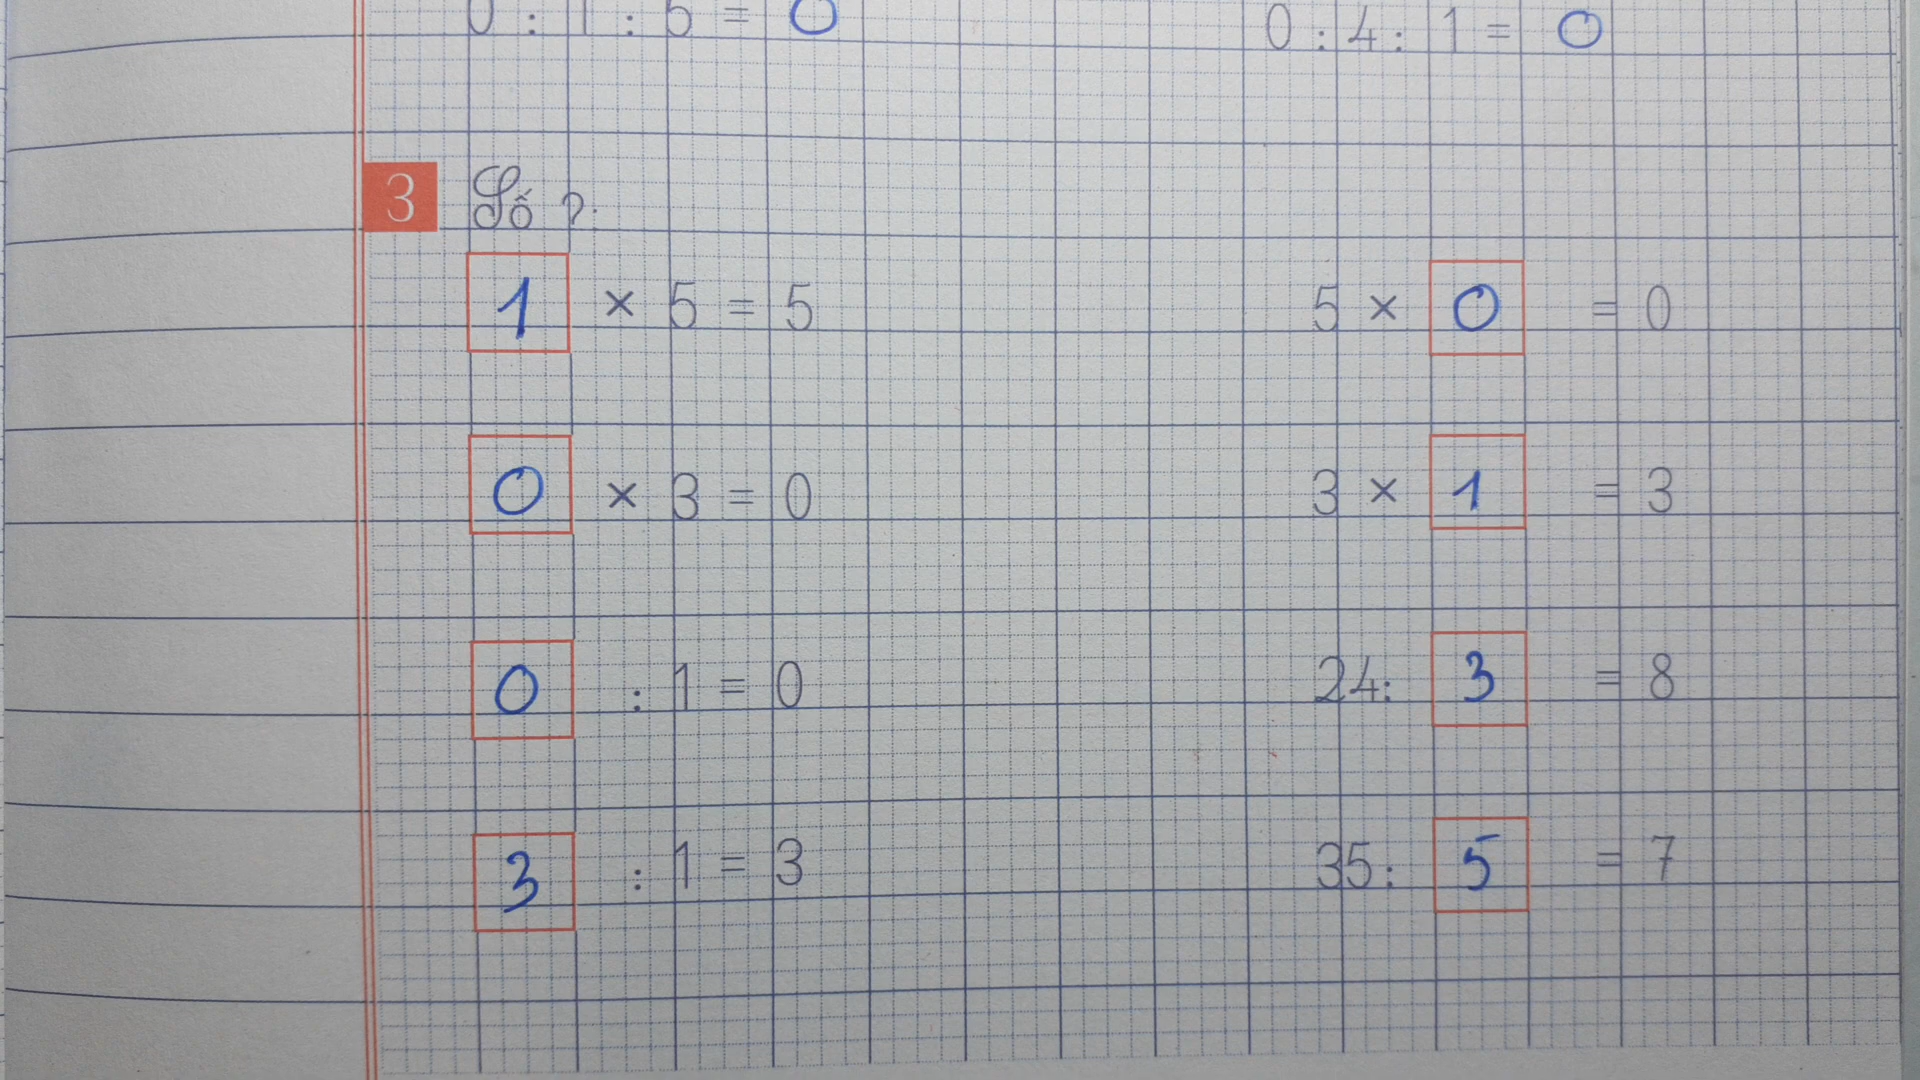 0 : 1 : 5 = 0 0 : 4 : 1 = 0
3 Số ?
1 × 5 = 5 5 × 0 = 0
0 × 3 = 0 3 × 1 = 3
0 : 1 = 0 24 : 3 = 8
3 : 1 = 3 35 : 5 = 7